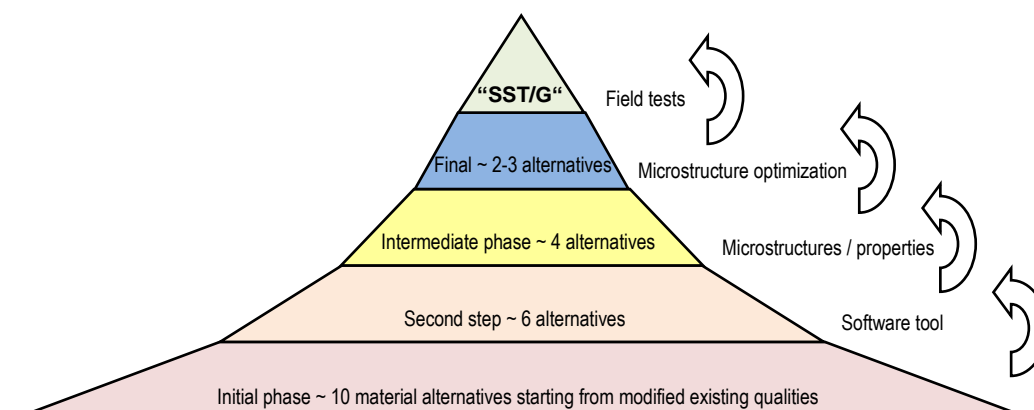 “SST/G“
Field tests
Final ~ 2-3 alternatives
Microstructure optimization
Intermediate phase ~ 4 alternatives
Microstructures / properties
Second step ~ 6 alternatives
Software tool
Initial phase ~ 10 material alternatives starting from modified existing qualities